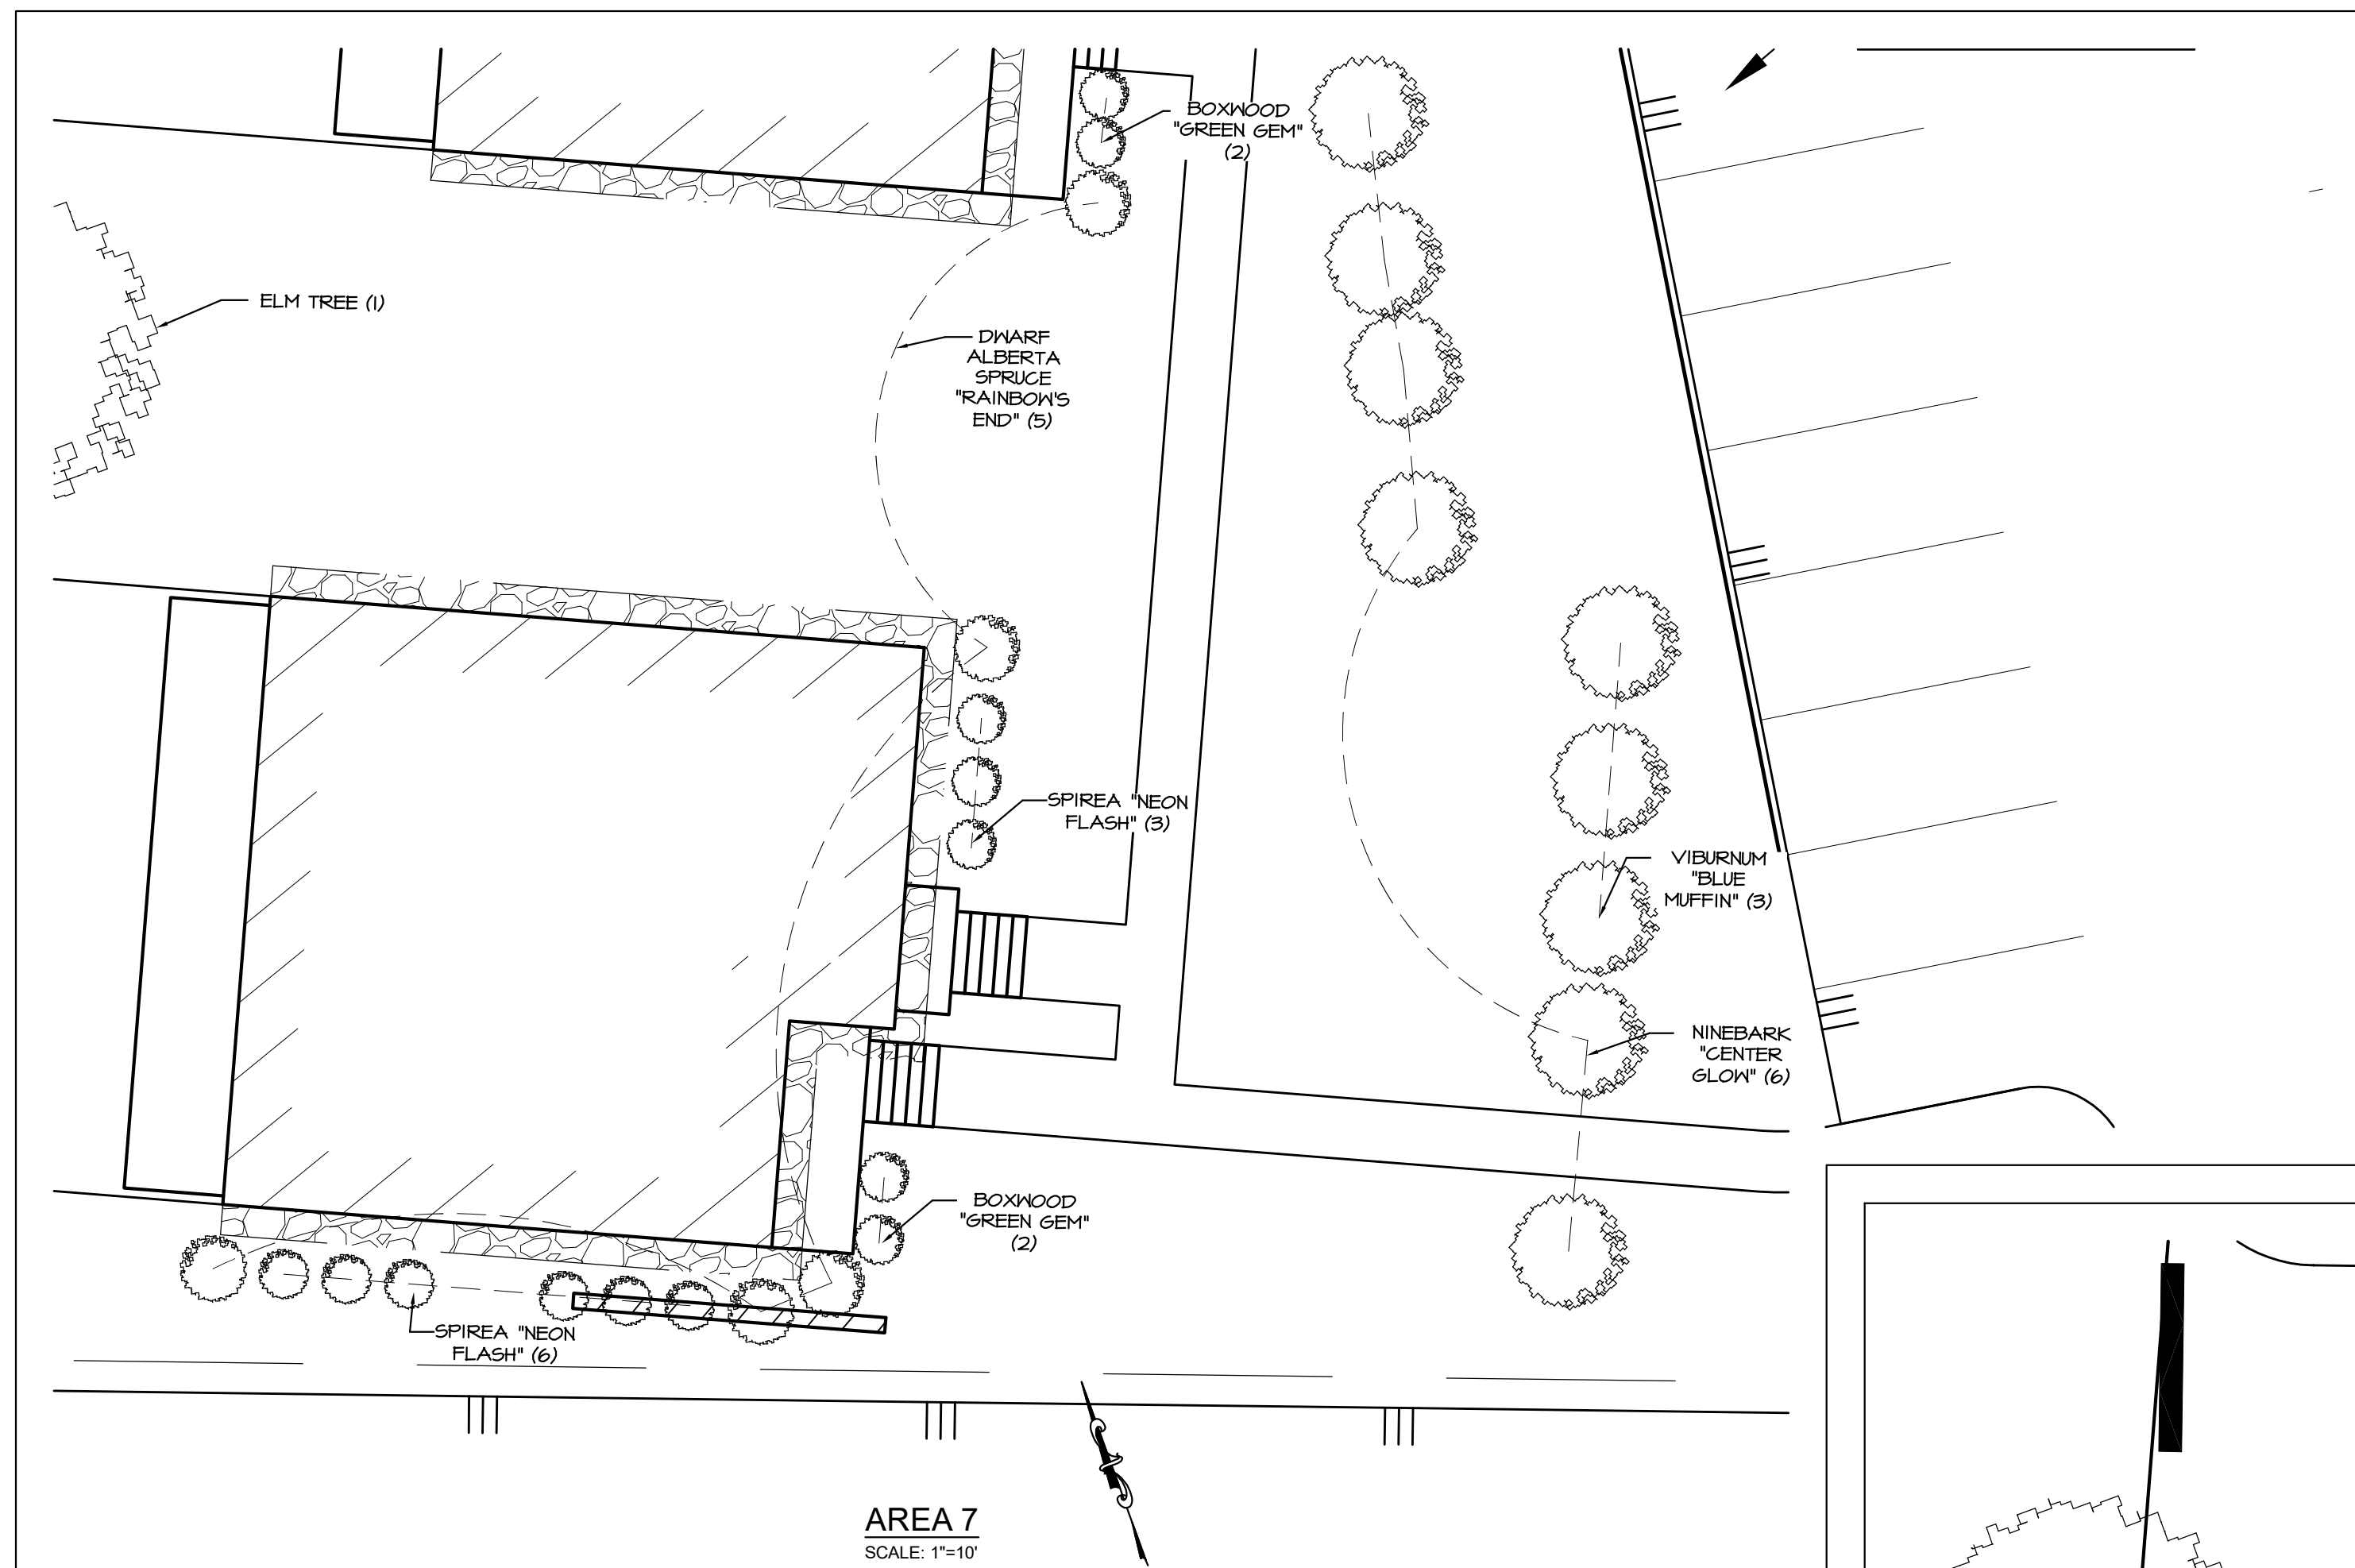 BOXWOOD
"GREEN GEM"
(2)
ELM TREE (1)
DWARF
ALBERTA
SPRUCE
"RAINBOW'S
END" (5)
SPIREA "NEON
FLASH" (3)
VIBURNUM
"BLUE
MUFFIN" (3)
NINEBARK
"CENTER
GLOW" (6)
BOXWOOD
"GREEN GEM"
(2)
SPIREA "NEON
FLASH" (6)
AREA 7
SCALE: 1"=10'